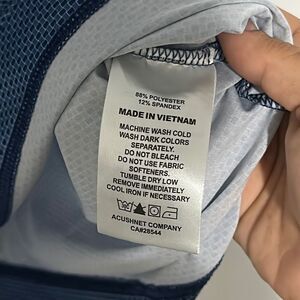 88% POLYESTER
12% SPANDEX
MADE IN VIETNAM
MACHINE WASH COLD
WASH DARK COLORS
SEPARATELY.
DO NOT BLEACH
DO NOT USE FABRIC
SOFTENERS.
TUMBLE DRY LOW
REMOVE IMMEDIATELY
COOL IRON IF NECESSARY
ACUSHNET COMPANY
CA#28544